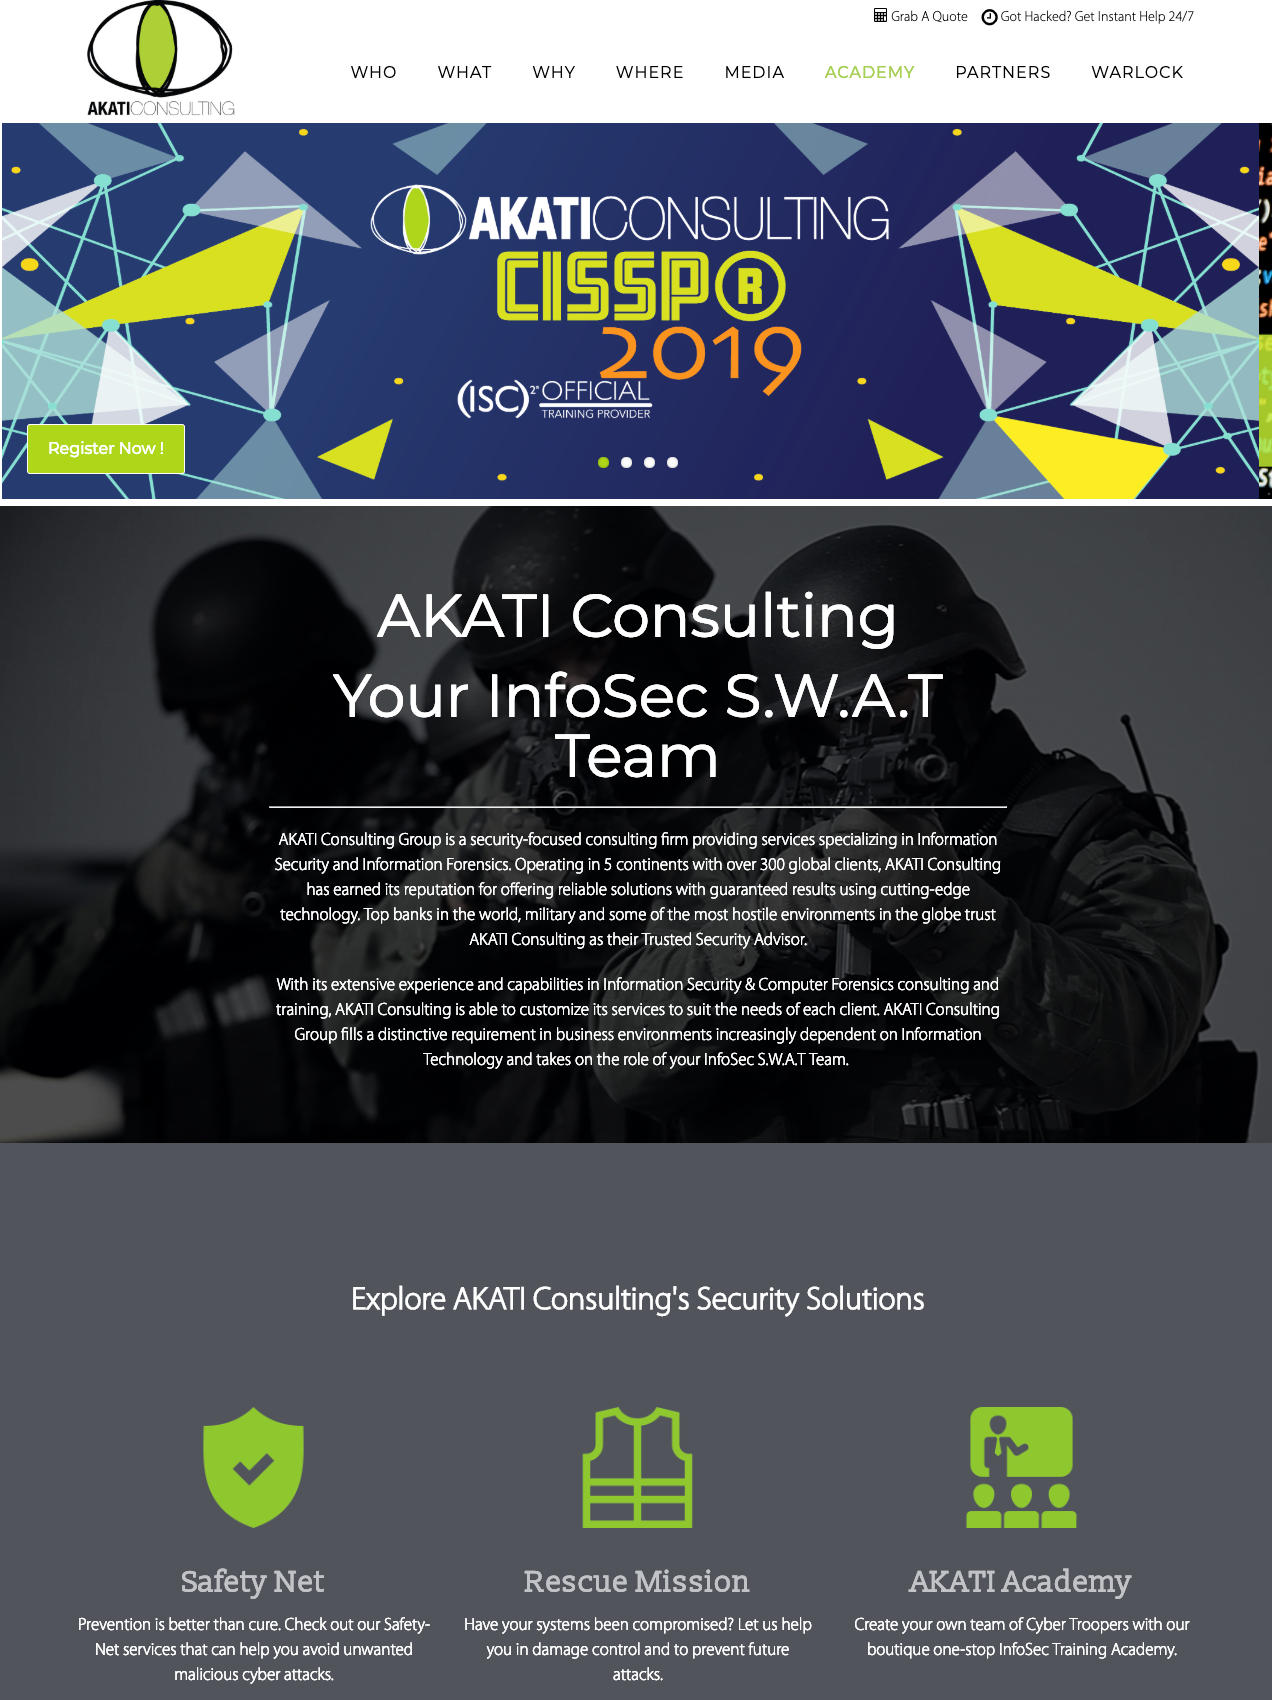 Grab A Quote Got Hacked? Get Instant Help 24/7
AKATICONSULTING
WHO WHAT WHY WHERE MEDIA ACADEMY PARTNERS WARLOCK
AKATICONSULTING
CISSP®
2019
(ISC)2" OFFICIAL
TRAINING PROVIDER
Register Now !
AKATI Consulting
Your InfoSec S.W.A.T
Team
AKATI Consulting Group is a security-focused consulting firm providing services specializing in Information
Security and Information Forensics. Operating in 5 continents with over 300 global clients, AKATI Consulting
has earned its reputation for offering reliable solutions with guaranteed results using cutting-edge
technology. Top banks in the world, military and some of the most hostile environments in the globe trust
AKATI Consulting as their Trusted Security Advisor.
With its extensive experience and capabilities in Information Security & Computer Forensics consulting and
training, AKATI Consulting is able to customize its services to suit the needs of each client. AKATI Consulting
Group fills a distinctive requirement in business environments increasingly dependent on Information
Technology and takes on the role of your InfoSec S.W.A.T Team.
Explore AKATI Consulting's Security Solutions
Safety Net
Prevention is better than cure. Check out our Safety-
Net services that can help you avoid unwanted
malicious cyber attacks.
Rescue Mission
Have your systems been compromised? Let us help
you in damage control and to prevent future
attacks.
AKATI Academy
Create your own team of Cyber Troopers with our
boutique one-stop InfoSec Training Academy.